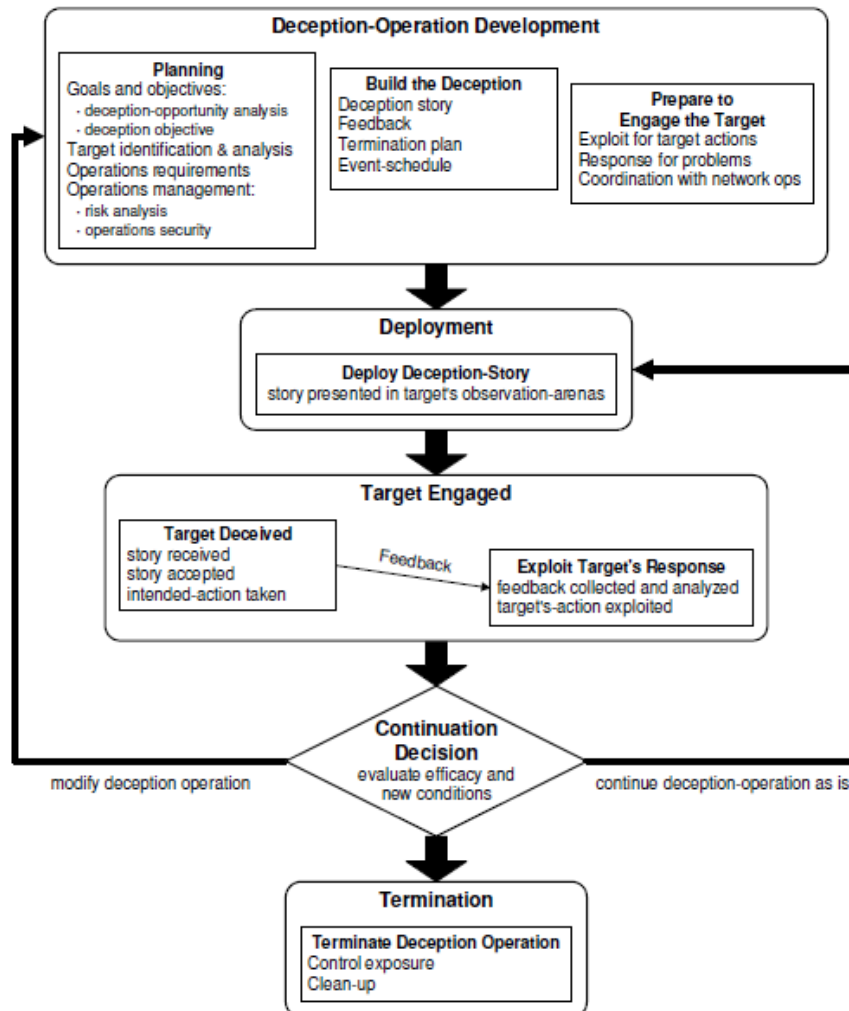 Deception-Operation Development
Planning
Goals and objectives:
- deception-opportunity analysis
- deception objective
Target identification & analysis
Operations requirements
Operations management:
- risk analysis
- operations security
Build the Deception
Deception story
Feedback
Termination plan
Event-schedule
Prepare to
Engage the Target
Exploit for target actions
Response for problems
Coordination with network ops
Deployment
Deploy Deception-Story
story presented in target's observation-arenas
Target Engaged
Target Deceived
story received
story accepted
intended-action taken
Feedback
Exploit Target's Response
feedback collected and analyzed
target's-action exploited
Continuation
Decision
evaluate efficacy and
new conditions
modify deception operation
continue deception-operation as is
Termination
Terminate Deception Operation
Control exposure
Clean-up